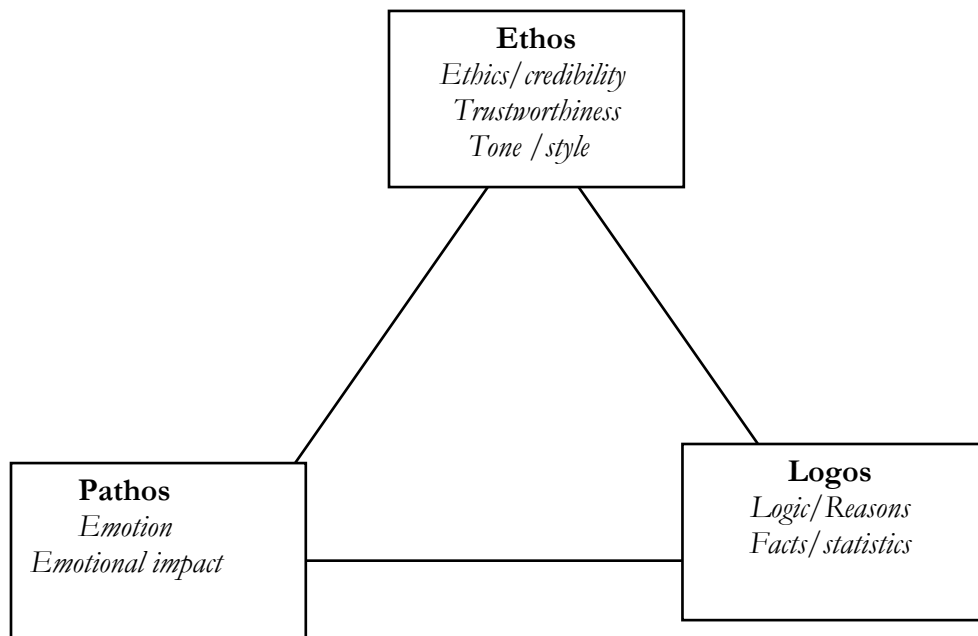 Ethos
Ethics/credibility
Trustworthiness
Tone /style
Pathos
Emotion
Emotional impact
Logos
Logic/Reasons
Facts/statistics